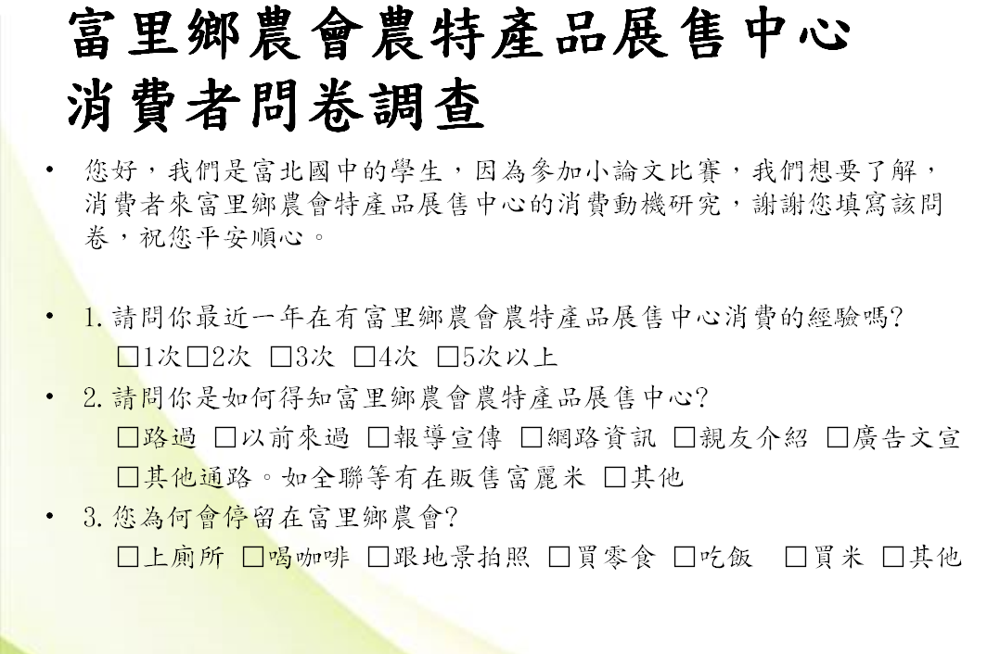 富里鄉農會農特產品展售中心
消費者問卷調查
• 您好，我們是富北國中的學生，因為參加小論文比賽，我們想要了解，
消費者來富里鄉農會特產品展售中心的消費動機研究，謝謝您填寫該問
卷，祝您平安順心。
• 1.請問你最近一年在有富里鄉農會農特產品展售中心消費的經驗嗎?
□1次□2次 □3次 □4次 □5次以上
• 2.請問你是如何得知富里鄉農會農特產品展售中心?
□路過 □以前來過 □報導宣傳 □網路資訊 □親友介紹 □廣告文宣
□其他通路。如全聯等有在販售富麗米 □其他
• 3.您為何會停留在富里鄉農會?
□上廁所 □喝咖啡 □跟地景拍照 □買零食 □吃飯 □買米 □其他